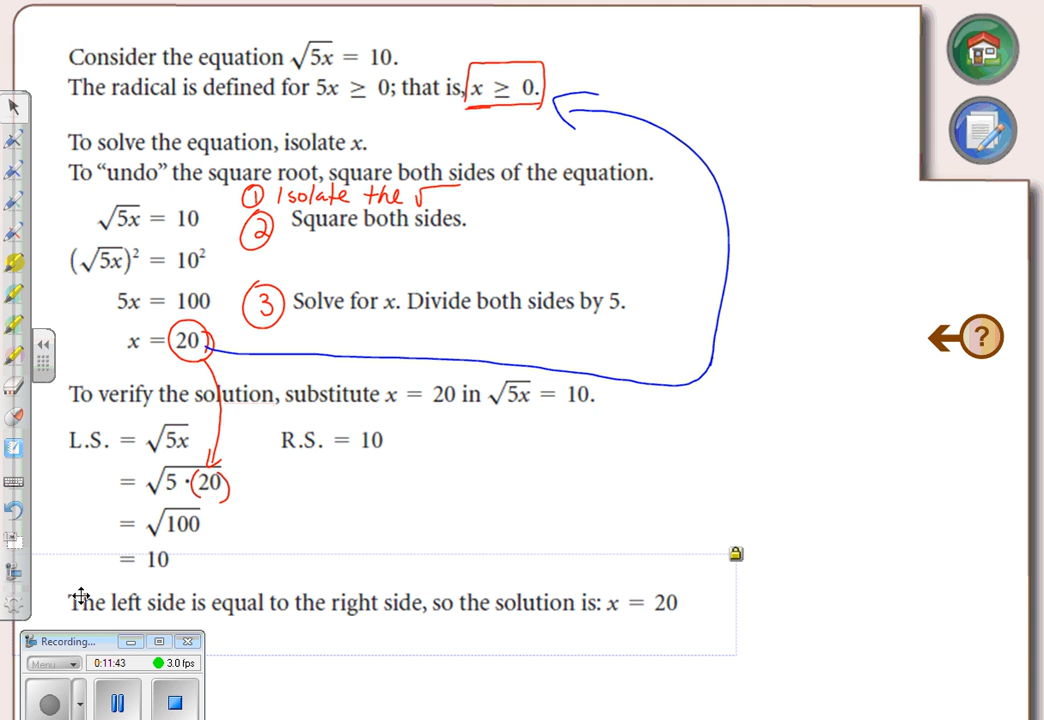 Consider the equation √5x = 10.
The radical is defined for 5x ≥ 0; that is, x ≥ 0.
To solve the equation, isolate x.
To “undo” the square root, square both sides of the equation.
① Isolate the √
√5x = 10 ② Square both sides.
(√5x)² = 10²
5x = 100 ③ Solve for x. Divide both sides by 5.
x = 20
To verify the solution, substitute x = 20 in √5x = 10.
L.S. = √5x R.S. = 10
= √5 · (20)
= √100
= 10
The left side is equal to the right side, so the solution is: x = 20
?
Recording...
Menu 0:11:43 3.0 fps